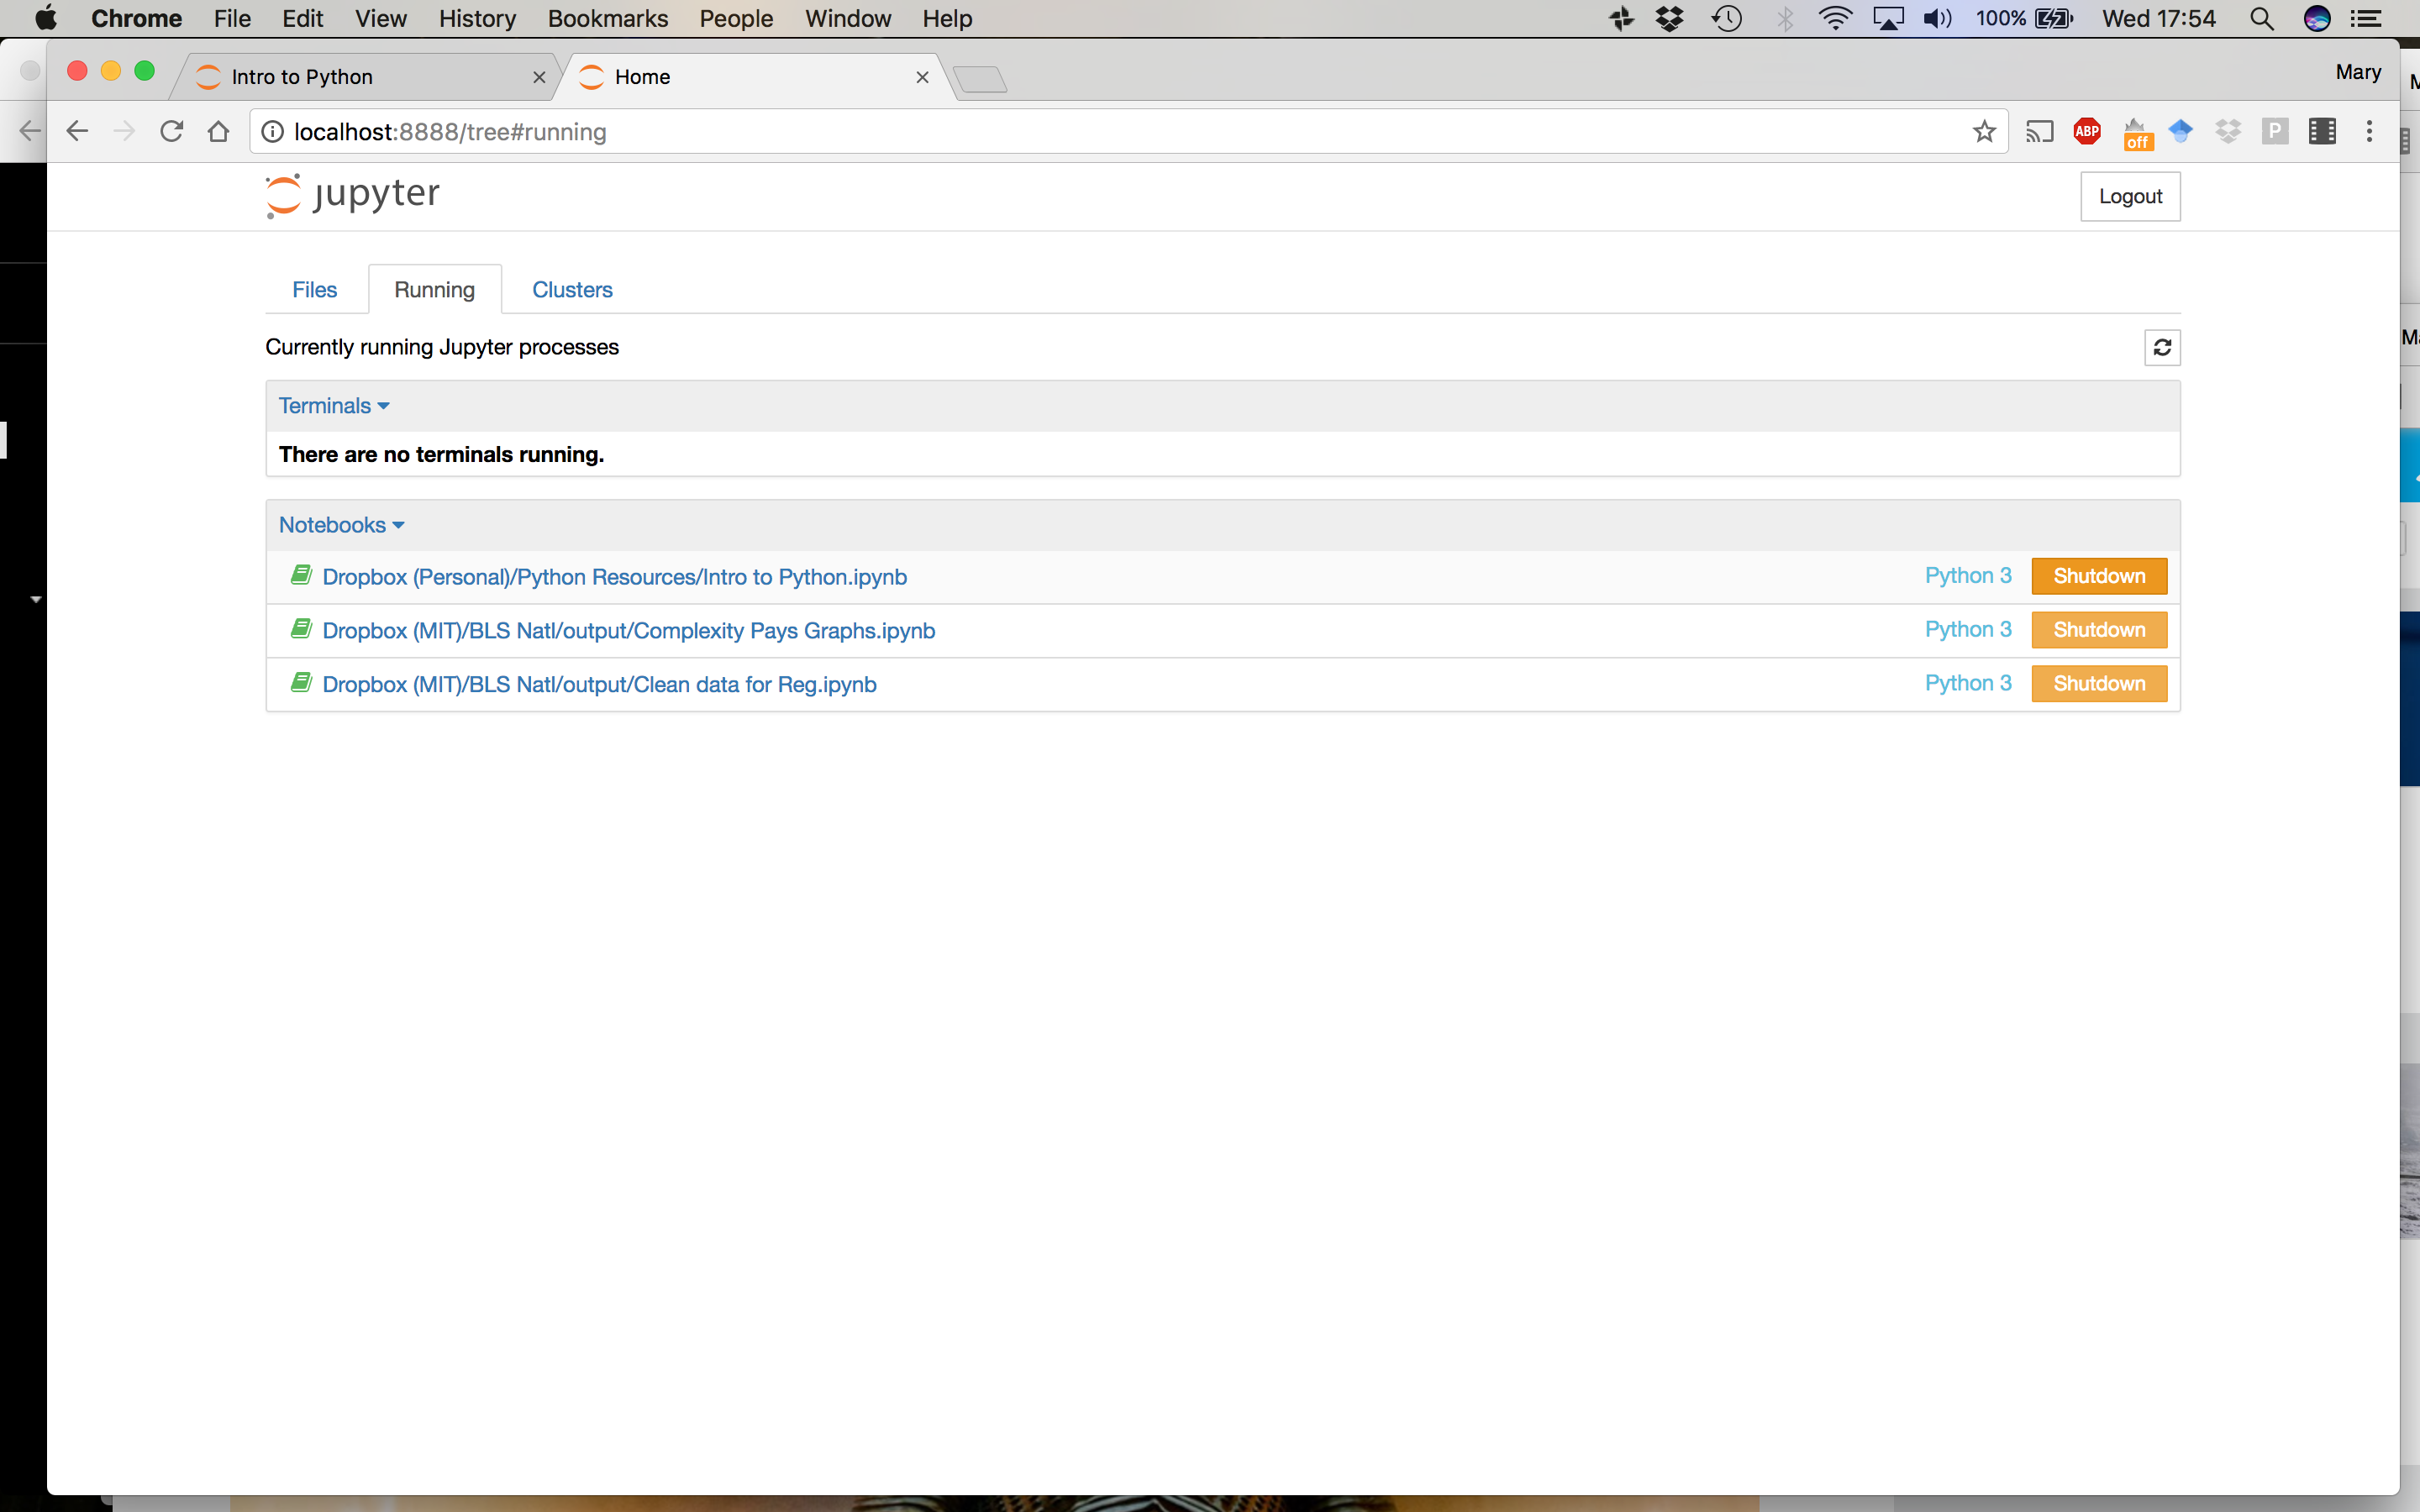 Chrome File Edit View History Bookmarks People Window Help 100% Wed 17:54
Intro to Python Home Mary
localhost:8888/tree#running ABP off P
jupyter Logout
Files Running Clusters
Currently running Jupyter processes
Terminals
There are no terminals running.
Notebooks
Dropbox (Personal)/Python Resources/Intro to Python.ipynb Python 3 Shutdown
Dropbox (MIT)/BLS Natl/output/Complexity Pays Graphs.ipynb Python 3 Shutdown
Dropbox (MIT)/BLS Natl/output/Clean data for Reg.ipynb Python 3 Shutdown